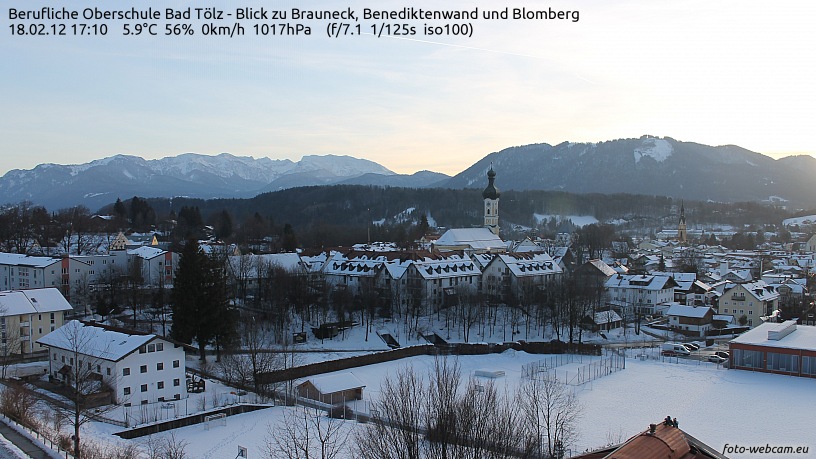 Berufliche Oberschule Bad Tölz - Blick zu Brauneck, Benediktenwand und Blomberg
18.02.12 17:10 5.9°C 56% 0km/h 1017hPa (f/7.1 1/125s iso100)
foto-webcam.eu